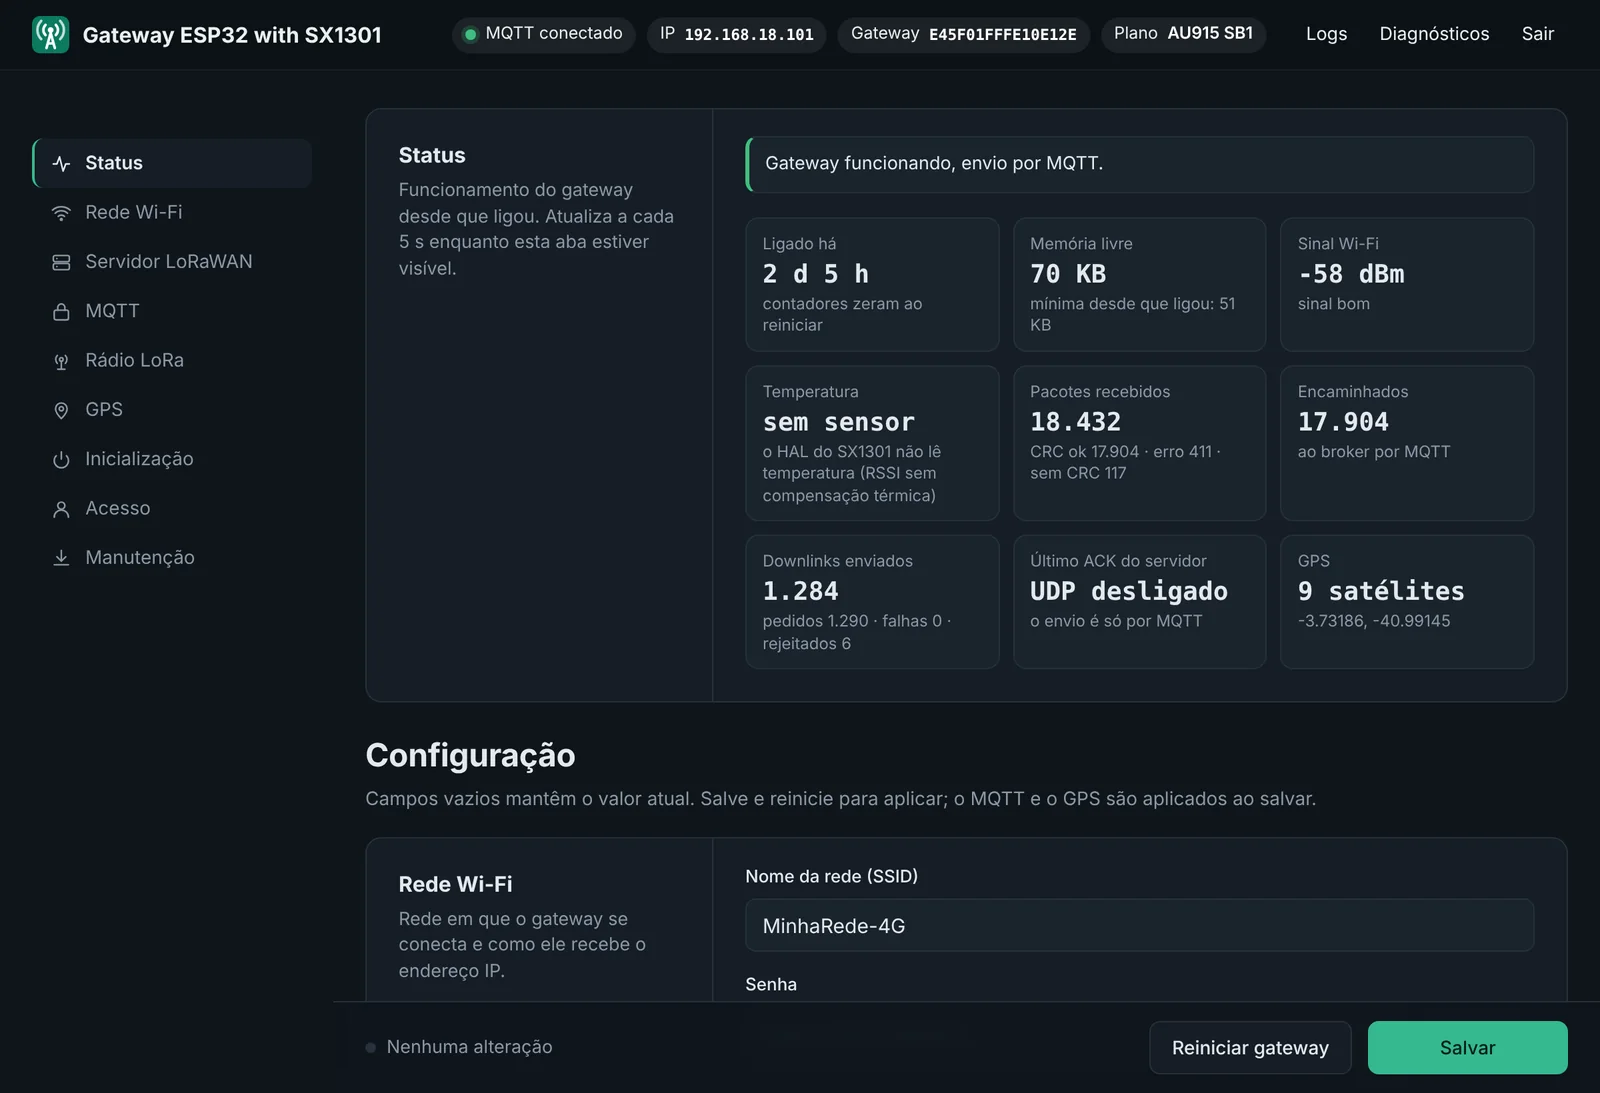 Gateway ESP32 with SX1301
MQTT conectado
IP 192.168.18.101
Gateway E45F01FFFE10E12E
Plano AU915 SB1
Logs
Diagnósticos
Sair
Status
Rede Wi-Fi
Servidor LoRaWAN
MQTT
Rádio LoRa
GPS
Inicialização
Acesso
Manutenção
Status
Funcionamento do gateway
desde que ligou. Atualiza a cada
5 s enquanto esta aba estiver
visível.
Gateway funcionando, envio por MQTT.
Ligado há
2 d 5 h
contadores zeram ao
reiniciar
Memória livre
70 KB
mínima desde que ligou: 51
KB
Sinal Wi-Fi
-58 dBm
sinal bom
Temperatura
sem sensor
o HAL do SX1301 não lê
temperatura (RSSI sem
compensação térmica)
Pacotes recebidos
18.432
CRC ok 17.904 · erro 411 ·
sem CRC 117
Encaminhados
17.904
ao broker por MQTT
Downlinks enviados
1.284
pedidos 1.290 · falhas 0 ·
rejeitados 6
Último ACK do servidor
UDP desligado
o envio é só por MQTT
GPS
9 satélites
-3.73186, -40.99145
Configuração
Campos vazios mantêm o valor atual. Salve e reinicie para aplicar; o MQTT e o GPS são aplicados ao salvar.
Rede Wi-Fi
Rede em que o gateway se
conecta e como ele recebe o
endereço IP.
Nome da rede (SSID)
MinhaRede-4G
Senha
Nenhuma alteração
Reiniciar gateway
Salvar